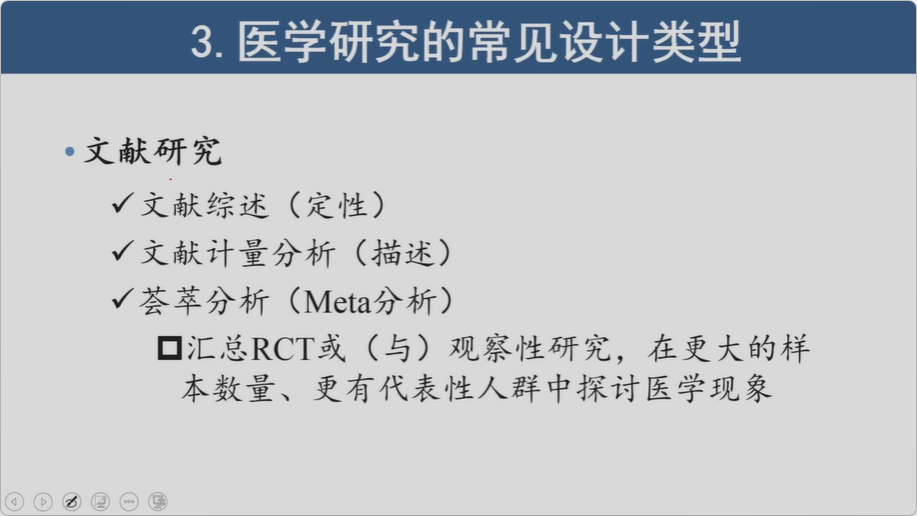 3. 医学研究的常见设计类型
•文献研究
✓文献综述（定性）
✓文献计量分析（描述）
✓荟萃分析（Meta分析）
❑汇总RCT或（与）观察性研究，在更大的样
本数量、更有代表性人群中探讨医学现象